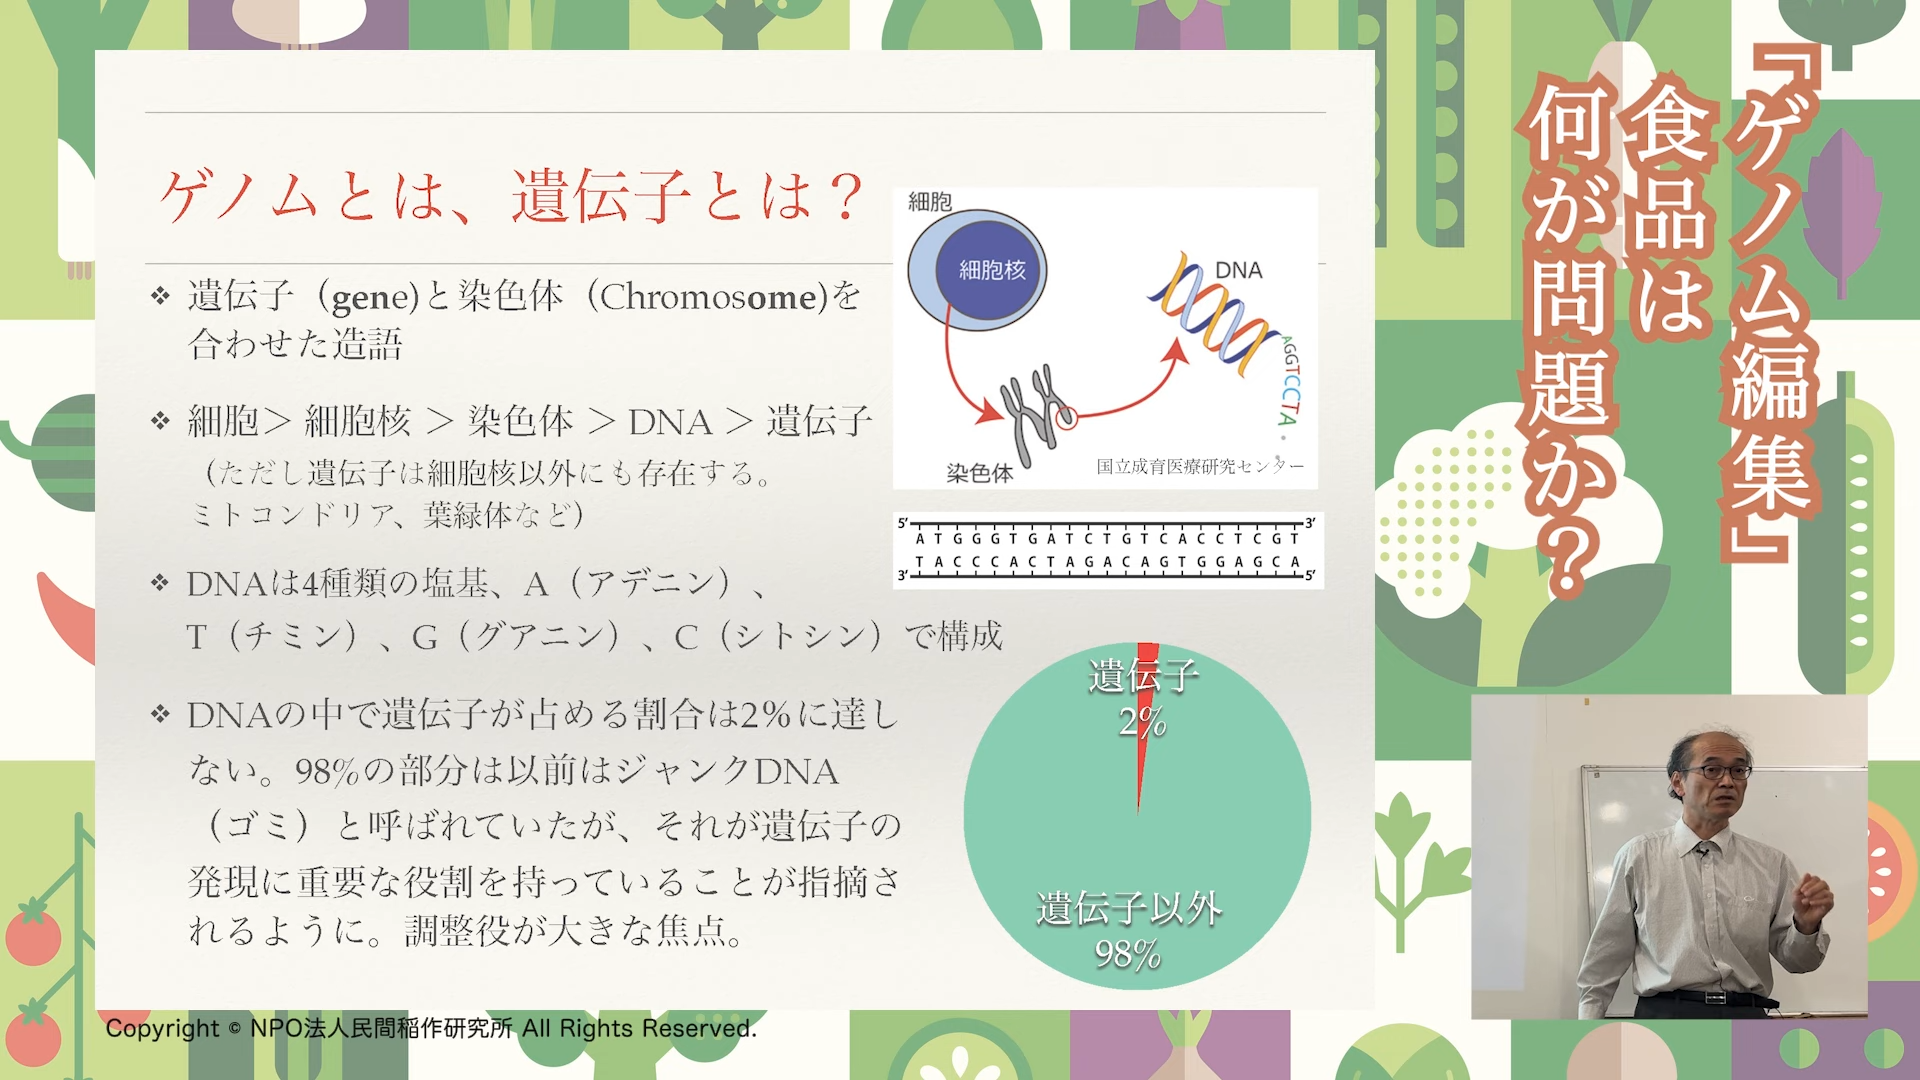 ゲノムとは、遺伝子とは？
❖ 遺伝子（gene)と染色体（Chromosome)を
合わせた造語
❖ 細胞＞ 細胞核 ＞ 染色体 ＞ DNA ＞ 遺伝子
（ただし遺伝子は細胞核以外にも存在する。
ミトコンドリア、葉緑体など）
❖ DNAは4種類の塩基、A（アデニン）、
T（チミン）、G（グアニン）、C（シトシン）で構成
❖ DNAの中で遺伝子が占める割合は2%に達し
ない。98%の部分は以前はジャンクDNA
（ゴミ）と呼ばれていたが、それが遺伝子の
発現に重要な役割を持っていることが指摘さ
れるように。調整役が大きな焦点。
細胞
細胞核
DNA
AGGTCCTA
染色体
国立成育医療研究センター
5′ 3′
A T G G G T G A T C T G T C A C C T C G T
T A C C C A C T A G A C A G T G G A G C A
3′ 5′
遺伝子
2%
遺伝子以外
98%
『ゲノム編集』
食品は
何が問題か？
Copyright © NPO法人民間稲作研究所 All Rights Reserved.